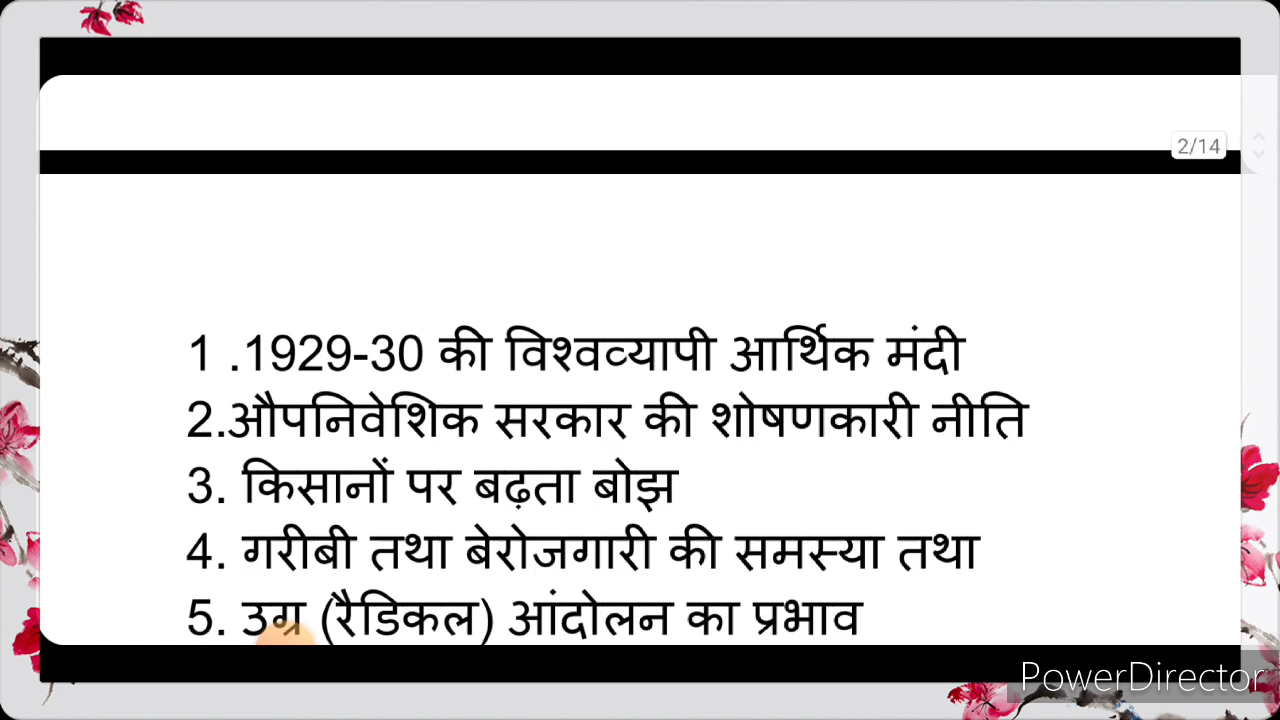 2/14
1 .1929-30 की विश्वव्यापी आर्थिक मंदी
2.औपनिवेशिक सरकार की शोषणकारी नीति
3. किसानों पर बढ़ता बोझ
4. गरीबी तथा बेरोजगारी की समस्या तथा
5. उग्र (रैडिकल) आंदोलन का प्रभाव
PowerDirector